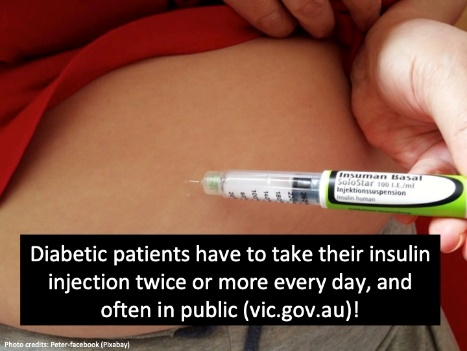 Insuman Basal
SoloStar 100 I.E./ml
Injektionssuspension
Insulin human
Diabetic patients have to take their insulin
injection twice or more every day, and
often in public (vic.gov.au)!
Photo credits: Peter-facebook (Pixabay)